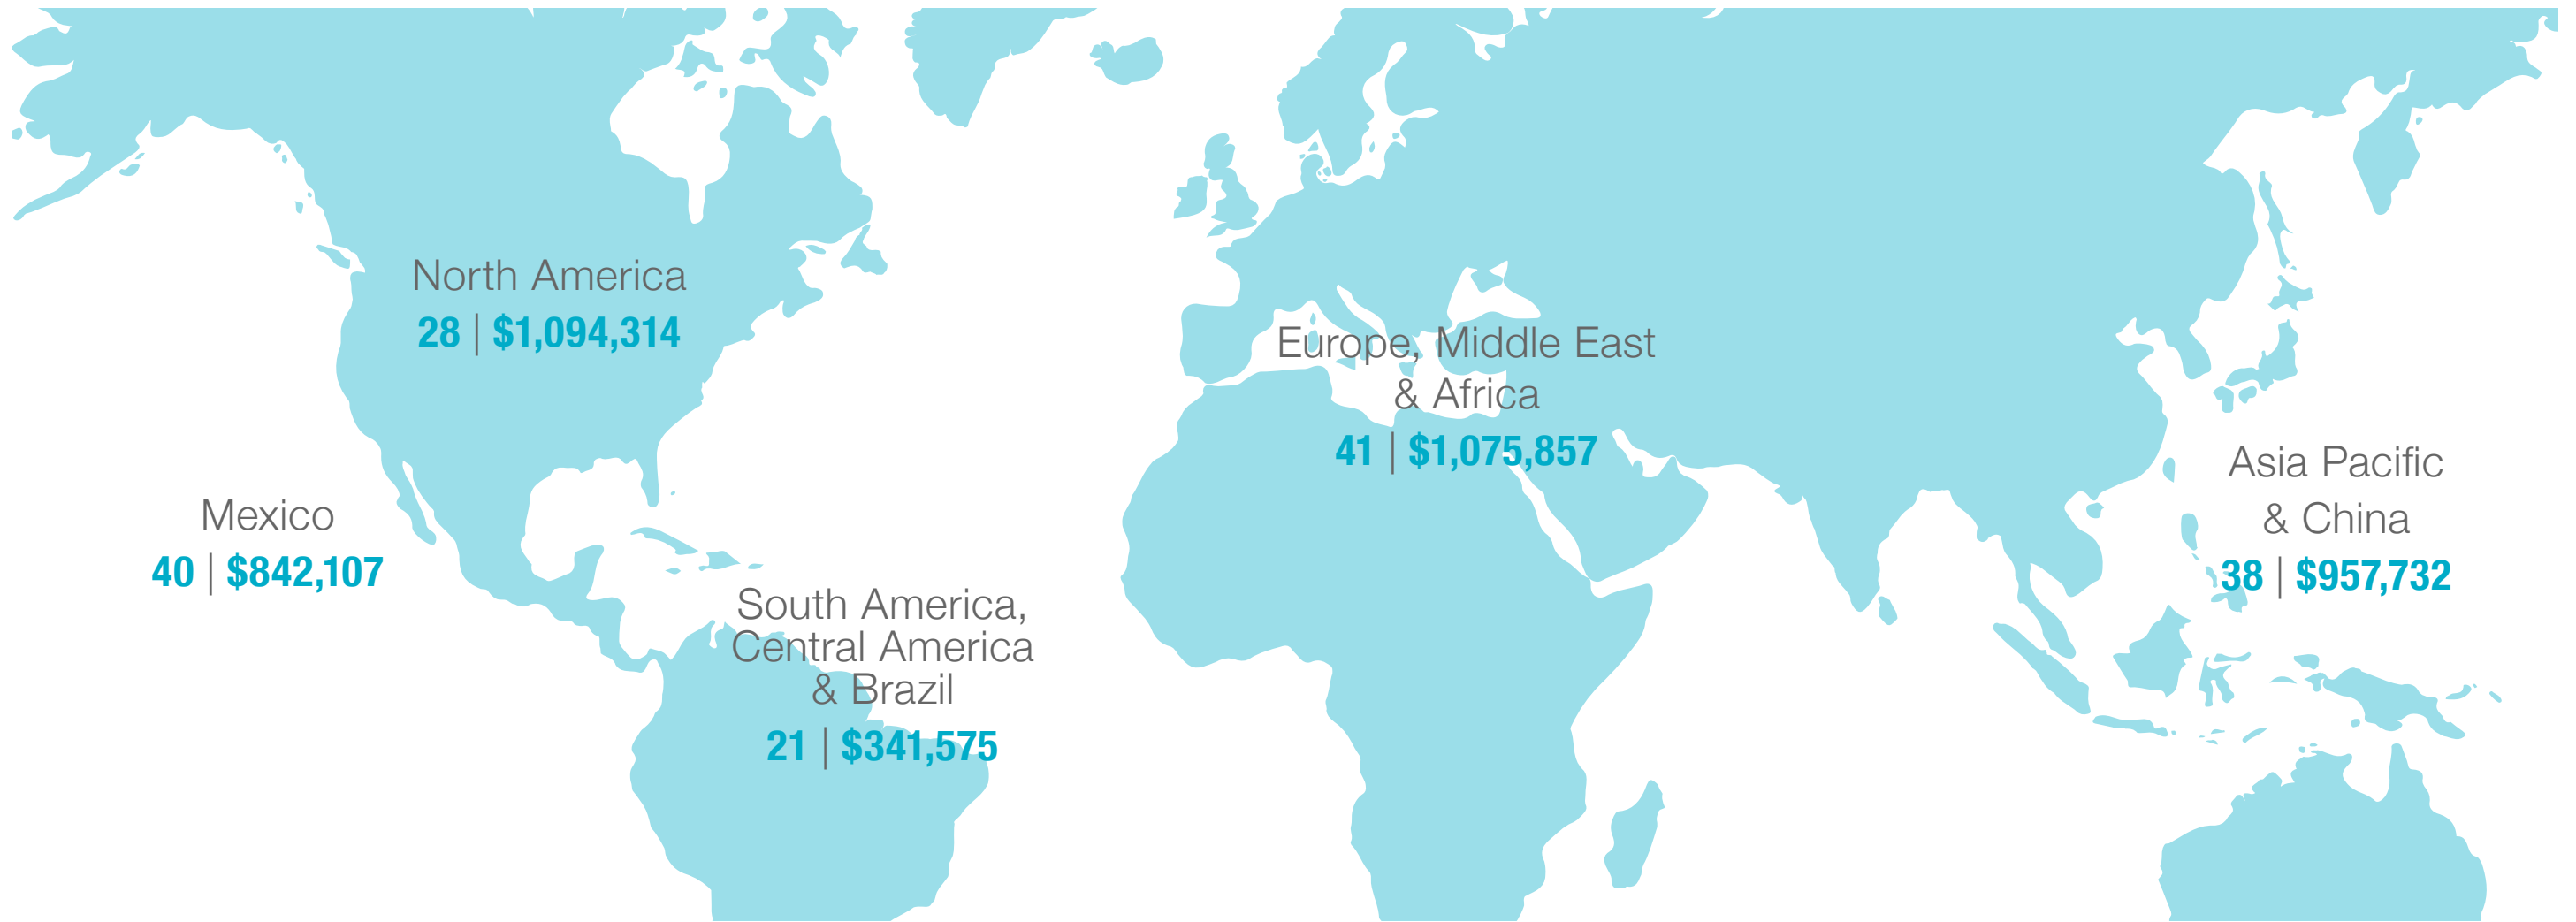 North America
28 | $1,094,314
Europe, Middle East
& Africa
41 | $1,075,857
Asia Pacific
& China
38 | $957,732
Mexico
40 | $842,107
South America,
Central America
& Brazil
21 | $341,575